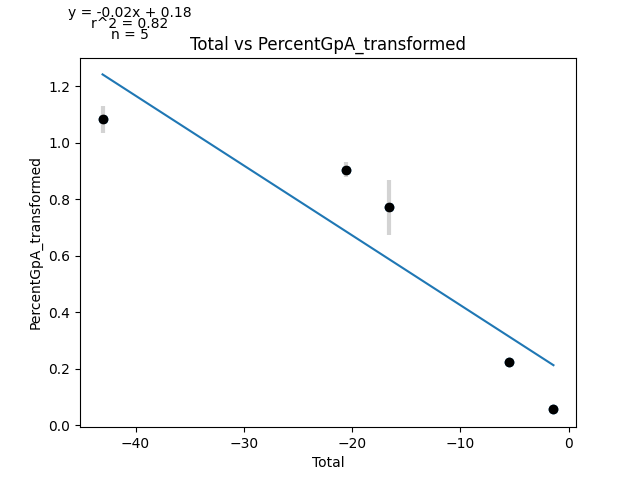 y = -0.02x + 0.18
r^2 = 0.82
n = 5
Total vs PercentGpA_transformed
PercentGpA_transformed
1.2
1.0
0.8
0.6
0.4
0.2
0.0
−40
−30
−20
−10
0
Total